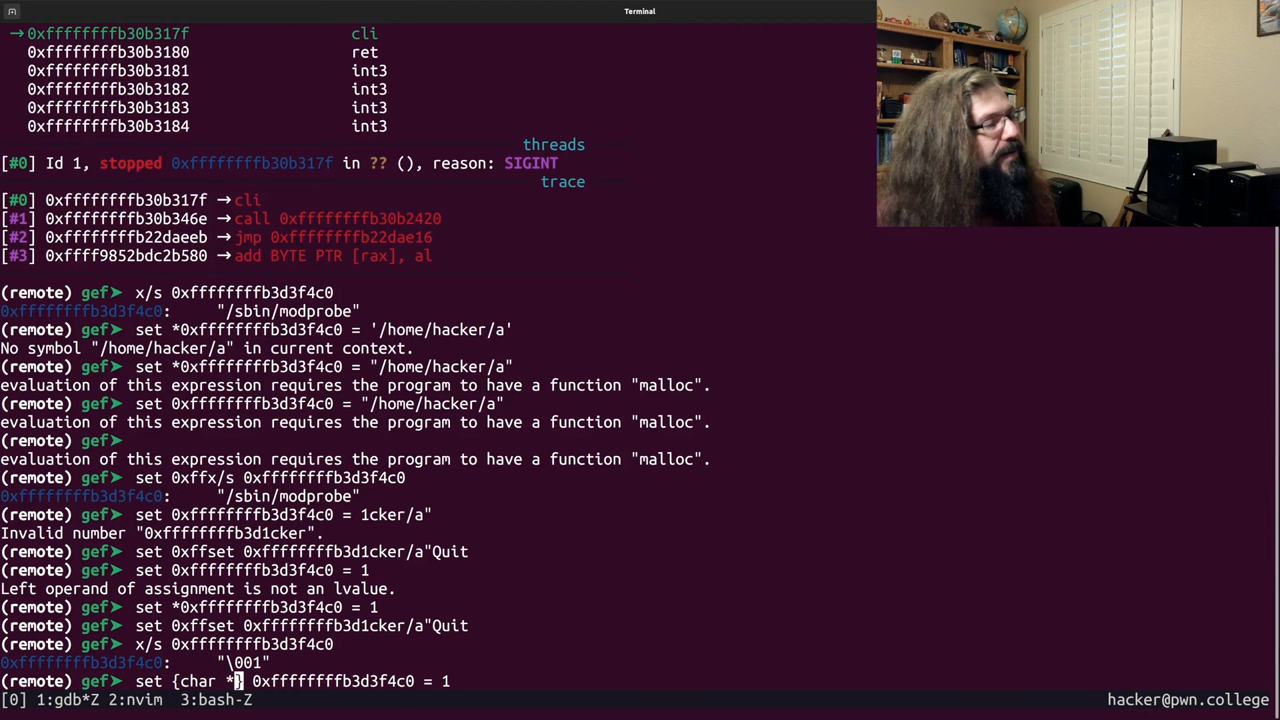 Terminal
→0xffffffffb30b317f cli
0xffffffffb30b3180 ret
0xffffffffb30b3181 int3
0xffffffffb30b3182 int3
0xffffffffb30b3183 int3
0xffffffffb30b3184 int3
threads
[#0] Id 1, stopped 0xffffffffb30b317f in ?? (), reason: SIGINT
trace
[#0] 0xffffffffb30b317f →cli
[#1] 0xffffffffb30b346e →call 0xffffffffb30b2420
[#2] 0xffffffffb22daeeb →jmp 0xffffffffb22dae16
[#3] 0xffff9852bdc2b580 →add BYTE PTR [rax], al
(remote) gef➤ x/s 0xffffffffb3d3f4c0
0xffffffffb3d3f4c0: "/sbin/modprobe"
(remote) gef➤ set *0xffffffffb3d3f4c0 = '/home/hacker/a'
No symbol "/home/hacker/a" in current context.
(remote) gef➤ set *0xffffffffb3d3f4c0 = "/home/hacker/a"
evaluation of this expression requires the program to have a function "malloc".
(remote) gef➤ set 0xffffffffb3d3f4c0 = "/home/hacker/a"
evaluation of this expression requires the program to have a function "malloc".
(remote) gef➤
evaluation of this expression requires the program to have a function "malloc".
(remote) gef➤ set 0xffx/s 0xffffffffb3d3f4c0
0xffffffffb3d3f4c0: "/sbin/modprobe"
(remote) gef➤ set 0xffffffffb3d3f4c0 = 1cker/a"
Invalid number "0xffffffffb3d1cker".
(remote) gef➤ set 0xffset 0xffffffffb3d1cker/a"Quit
(remote) gef➤ set 0xffffffffb3d3f4c0 = 1
Left operand of assignment is not an lvalue.
(remote) gef➤ set *0xffffffffb3d3f4c0 = 1
(remote) gef➤ set 0xffset 0xffffffffb3d1cker/a"Quit
(remote) gef➤ x/s 0xffffffffb3d3f4c0
0xffffffffb3d3f4c0: "\001"
(remote) gef➤ set {char *} 0xffffffffb3d3f4c0 = 1
[0] 1:gdb*Z 2:nvim 3:bash-Z hacker@pwn.college